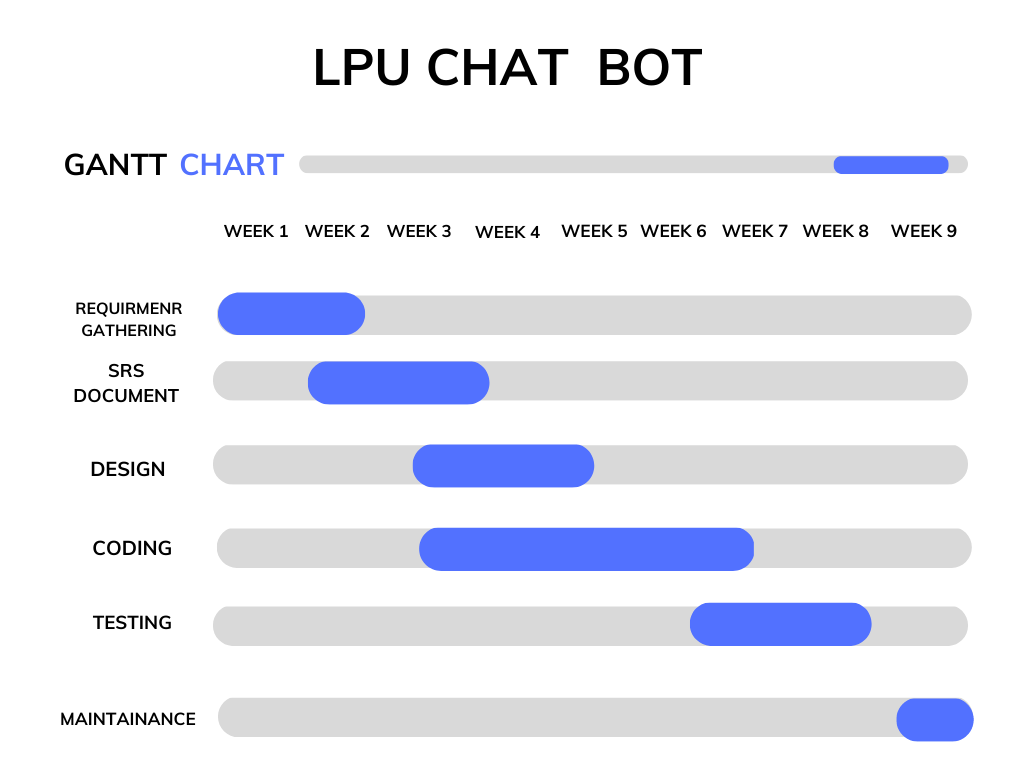 LPU CHAT BOT
GANTT CHART
WEEK 1 WEEK 2 WEEK 3 WEEK 4 WEEK 5 WEEK 6 WEEK 7 WEEK 8 WEEK 9
REQUIRMENR
GATHERING
SRS
DOCUMENT
DESIGN
CODING
TESTING
MAINTAINANCE